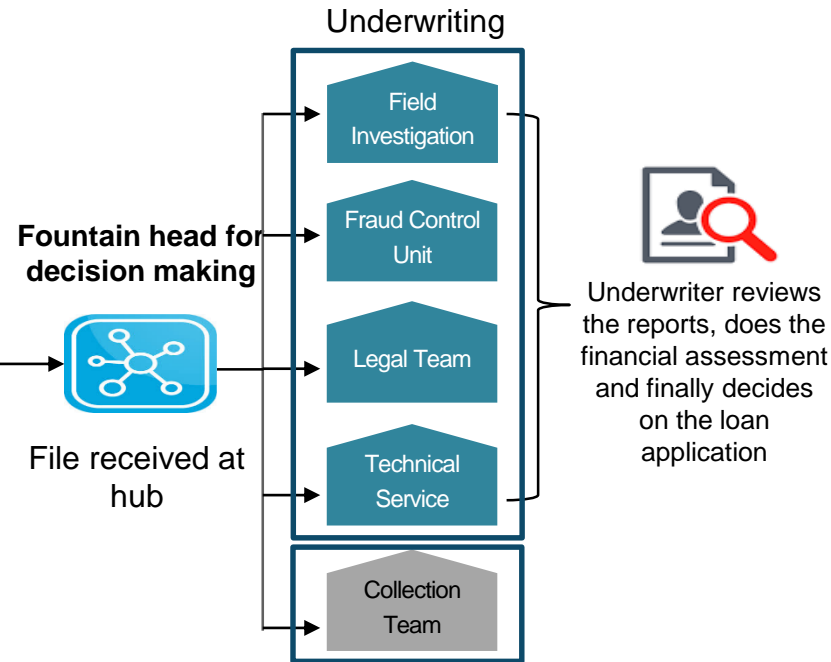 Underwriting
Field
Investigation
Fraud Control
Unit
Legal Team
Technical
Service
Collection
Team
Fountain head for
decision making
File received at
hub
Underwriter reviews
the reports, does the
financial assessment
and finally decides
on the loan
application